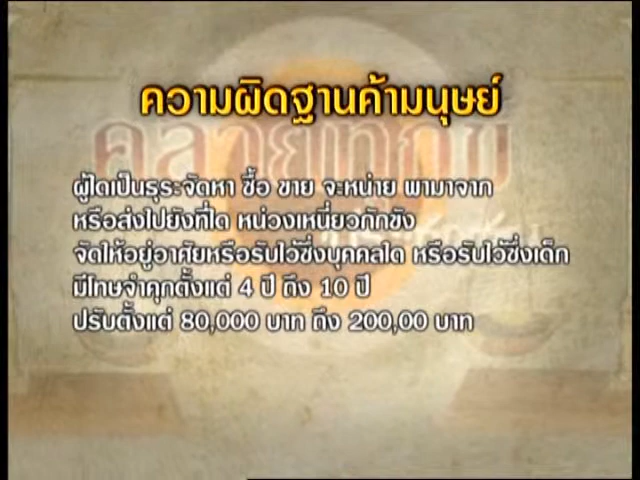 ความผิดฐานค้ามนุษย์
คลายทุกข์
ผู้ใดเป็นธุระจัดหา ซื้อ ขาย จะหน่าย พามาจาก
หรือส่งไปยังที่ใด หน่วงเหนี่ยวกักขัง
จัดให้อยู่อาศัยหรือรับไว้ซึ่งบุคคลใด หรือรับไว้ซึ่งเด็ก
มีโทษจำคุกตั้งแต่ 4 ปี ถึง 10 ปี
ปรับตั้งแต่ 80,000 บาท ถึง 200,00 บาท